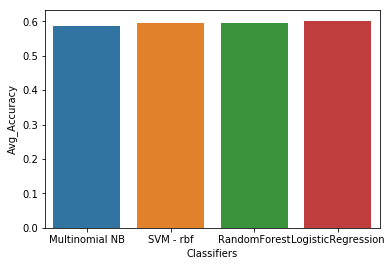 0.6
0.5
0.4
0.3
0.2
0.1
0.0
Avg_Accuracy
Multinomial NB
SVM - rbf
RandomForest
LogisticRegression
Classifiers